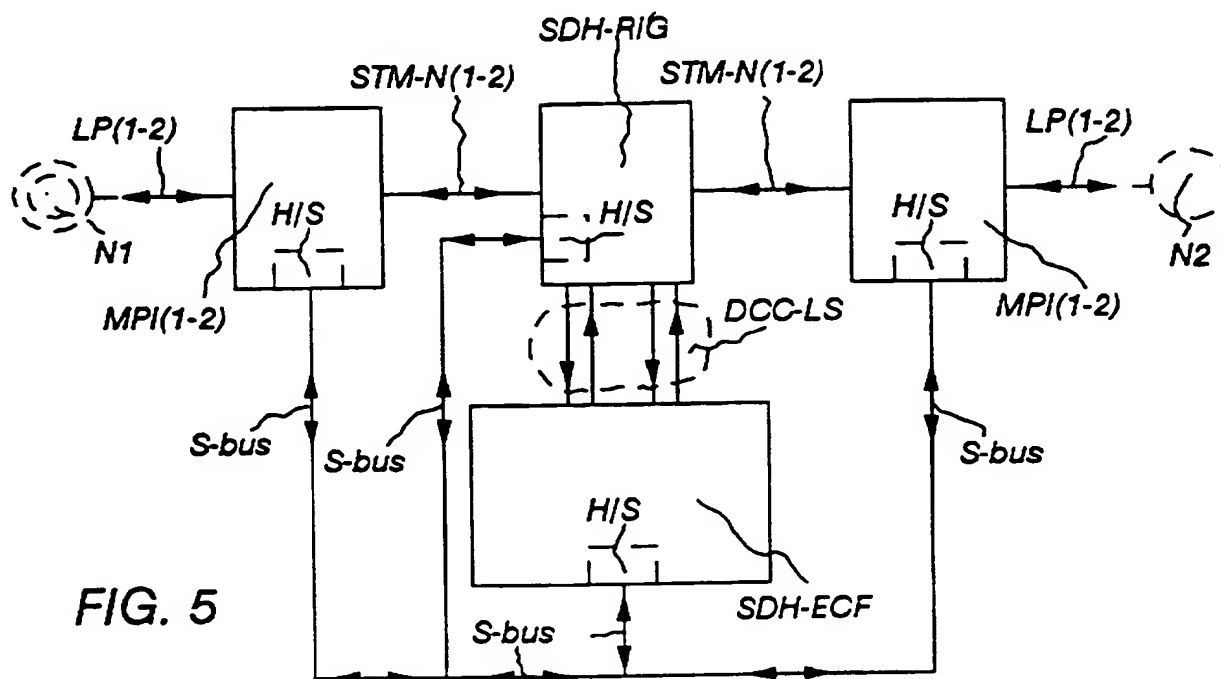 SDH-RIG
STM-N(1-2)
STM-N(1-2)
LP(1-2)
LP(1-2)
H/S
H/S
H/S
N1
N2
MPI(1-2)
MPI(1-2)
DCC-LS
S-bus
S-bus
S-bus
H/S
SDH-ECF
FIG. 5
S-bus